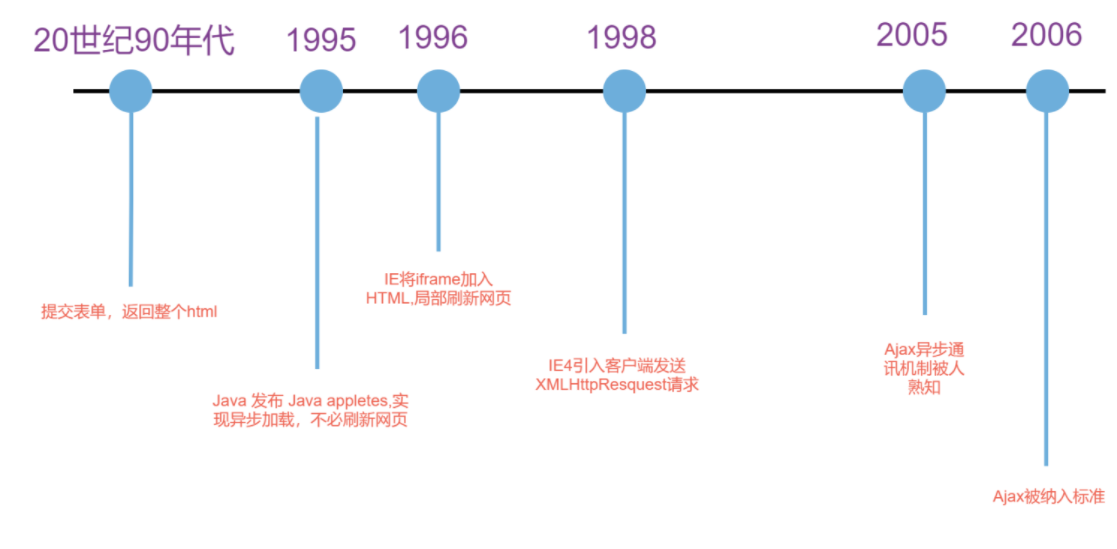 20世纪90年代
1995
1996
1998
2005
2006
提交表单，返回整个html
Java 发布 Java appletes,实
现异步加载，不必刷新网页
IE将iframe加入
HTML,局部刷新网页
IE4引入客户端发送
XMLHttpResquest请求
Ajax异步通
讯机制被人
熟知
Ajax被纳入标准